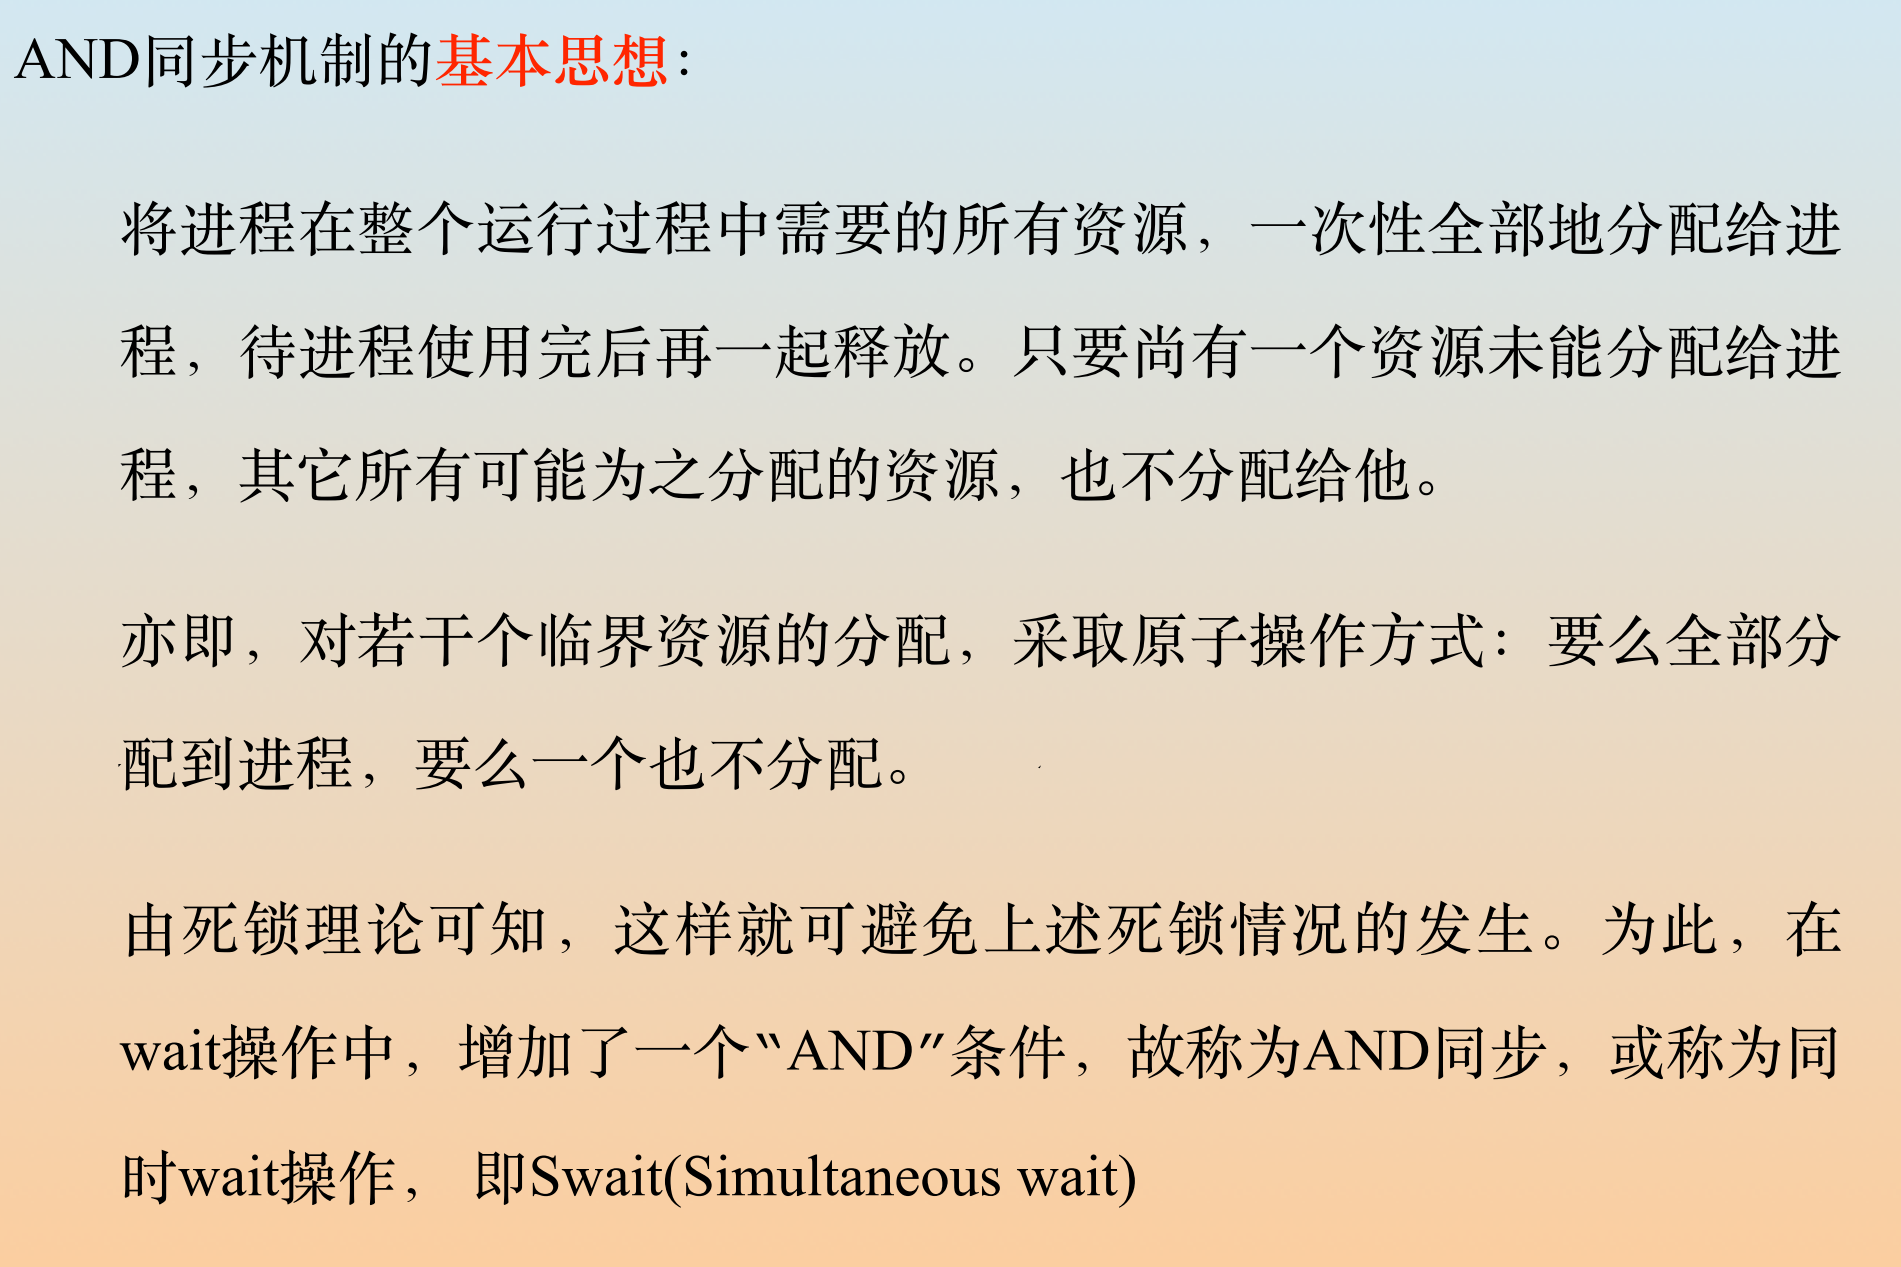 AND同步机制的基本思想：
将进程在整个运行过程中需要的所有资源，一次性全部地分配给进
程，待进程使用完后再一起释放。只要尚有一个资源未能分配给进
程，其它所有可能为之分配的资源，也不分配给他。
亦即，对若干个临界资源的分配，采取原子操作方式：要么全部分
配到进程，要么一个也不分配。
由死锁理论可知，这样就可避免上述死锁情况的发生。为此，在
wait操作中，增加了一个“AND”条件，故称为AND同步，或称为同
时wait操作， 即Swait(Simultaneous wait)